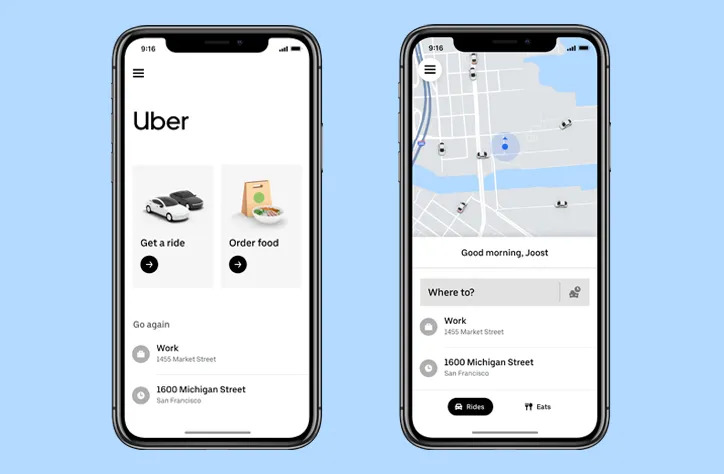 9:16
Uber
Get a ride
Order food
Go again
Work
1455 Market Street
1600 Michigan Street
San Francisco
9:16
Good morning, Joost
Where to?
Work
1455 Market Street
1600 Michigan Street
San Francisco
Rides
Eats